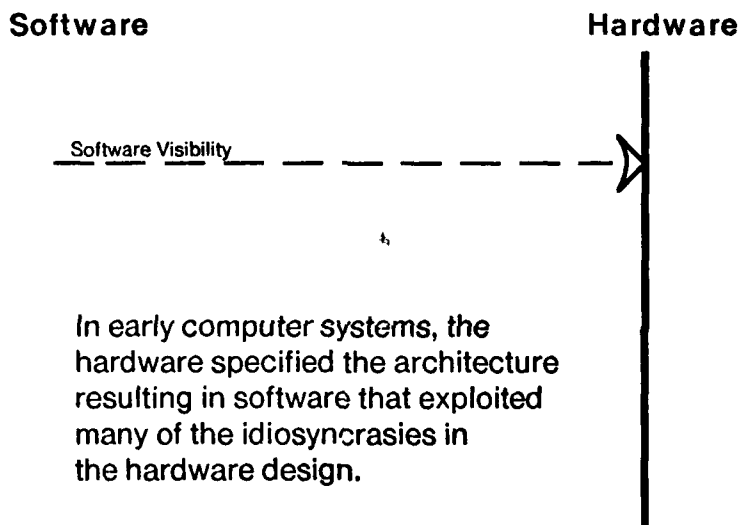 Software Hardware
Software Visibility
In early computer systems, the
hardware specified the architecture
resulting in software that exploited
many of the idiosyncrasies in
the hardware design.